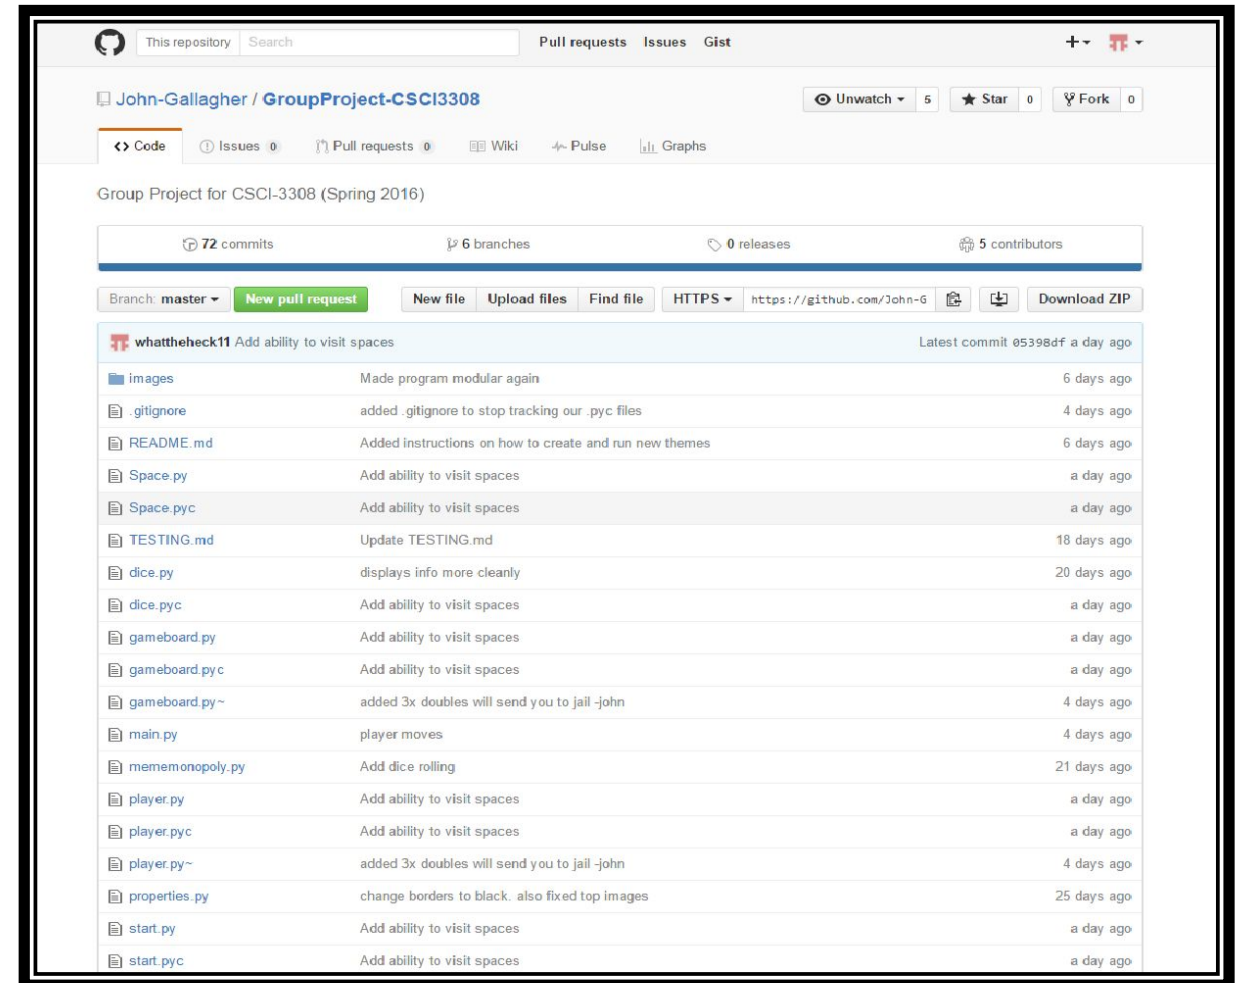 This repository Search Pull requests Issues Gist
John-Gallagher / GroupProject-CSCI3308 Unwatch 5 Star 0 Fork 0
Code Issues 0 Pull requests 0 Wiki Pulse Graphs
Group Project for CSCI-3308 (Spring 2016)
72 commits 6 branches 0 releases 5 contributors
Branch: master New pull request New file Upload files Find file HTTPS https://github.com/John-G Download ZIP
whattheheck11 Add ability to visit spaces Latest commit 05398df a day ago
images Made program modular again 6 days ago
.gitignore added .gitignore to stop tracking our .pyc files 4 days ago
README.md Added instructions on how to create and run new themes 6 days ago
Space.py Add ability to visit spaces a day ago
Space.pyc Add ability to visit spaces a day ago
TESTING.md Update TESTING.md 18 days ago
dice.py displays info more cleanly 20 days ago
dice.pyc Add ability to visit spaces a day ago
gameboard.py Add ability to visit spaces a day ago
gameboard.pyc Add ability to visit spaces a day ago
gameboard.py~ added 3x doubles will send you to jail -john 4 days ago
main.py player moves 4 days ago
mememonopoly.py Add dice rolling 21 days ago
player.py Add ability to visit spaces a day ago
player.pyc Add ability to visit spaces a day ago
player.py~ added 3x doubles will send you to jail -john 4 days ago
properties.py change borders to black. also fixed top images 25 days ago
start.py Add ability to visit spaces a day ago
start.pyc Add ability to visit spaces a day ago